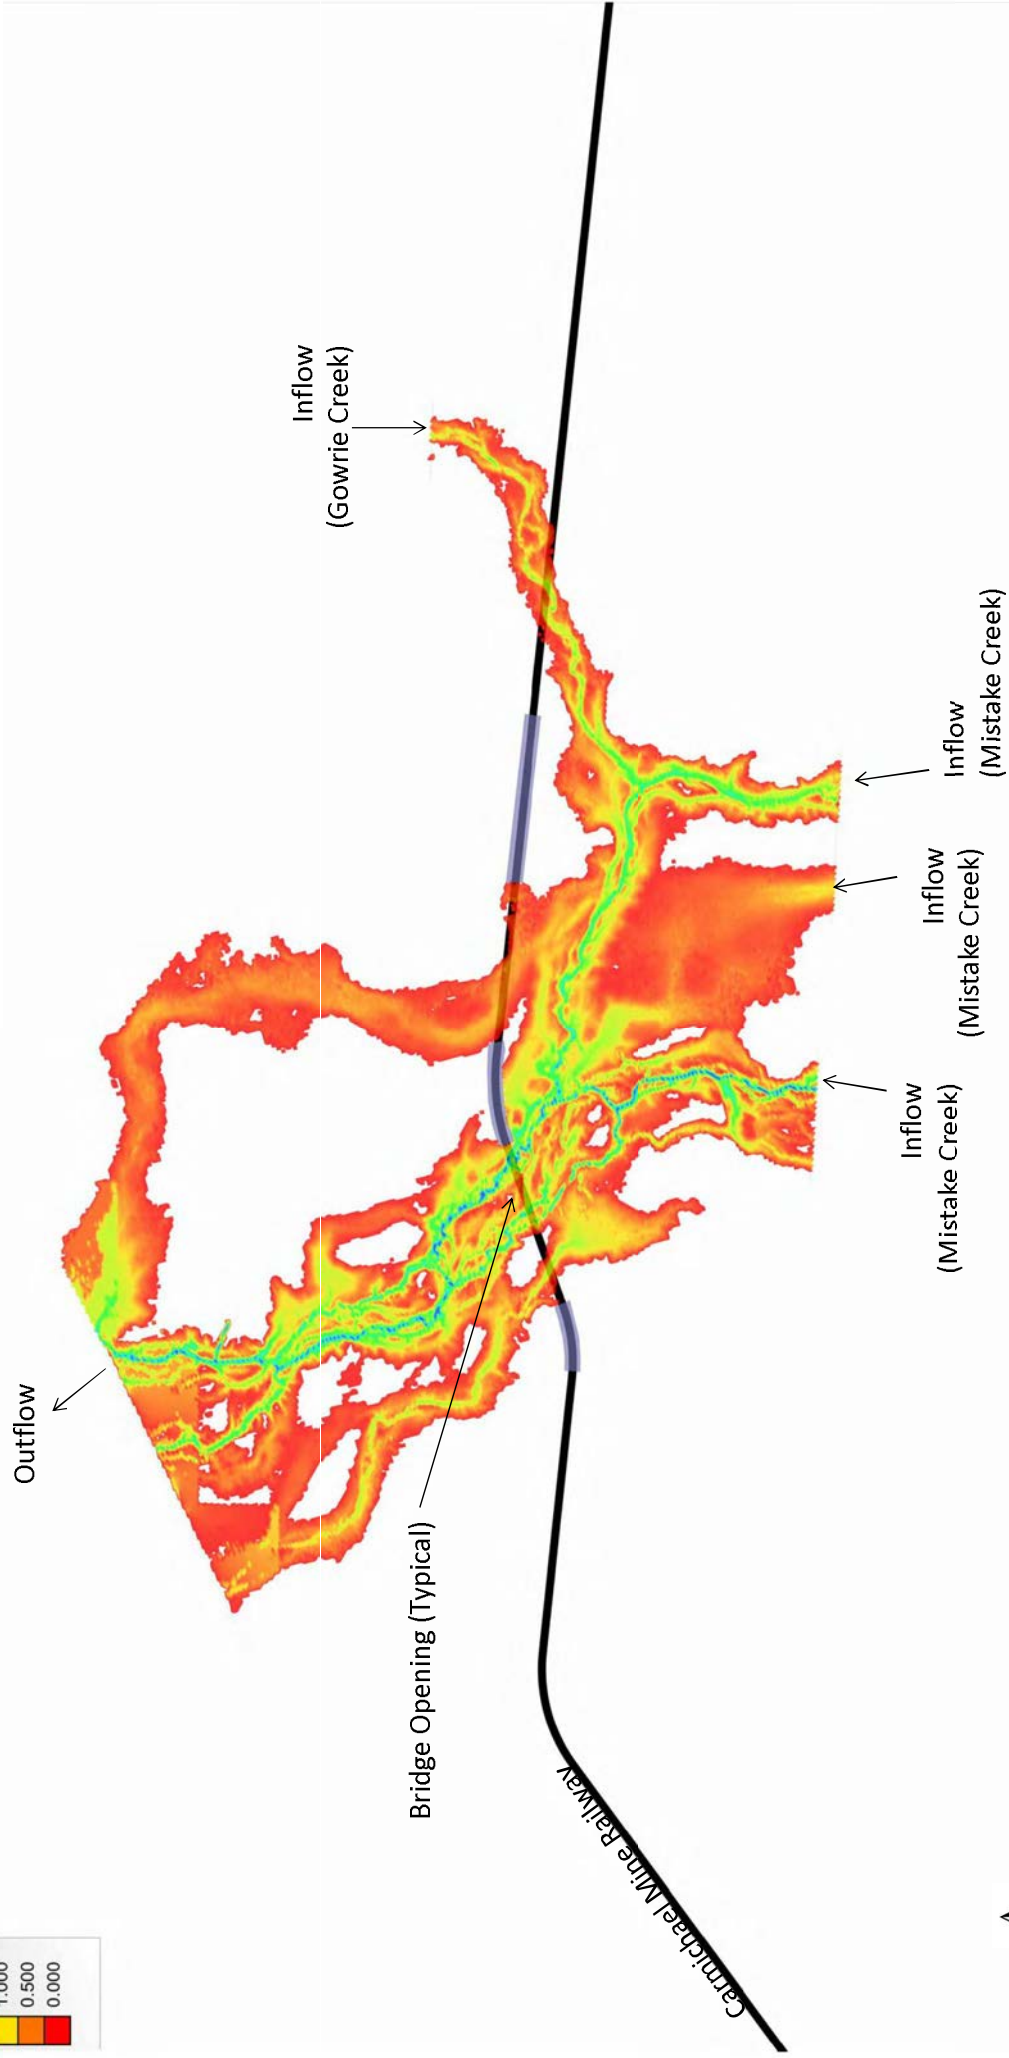 Outflow
Inflow
(Gowrie Creek)
Bridge Opening (Typical)
Carmichael Mine Railway
Inflow
(Mistake Creek)
Inflow
(Mistake Creek)
Inflow
(Mistake Creek)
0.500
0.000